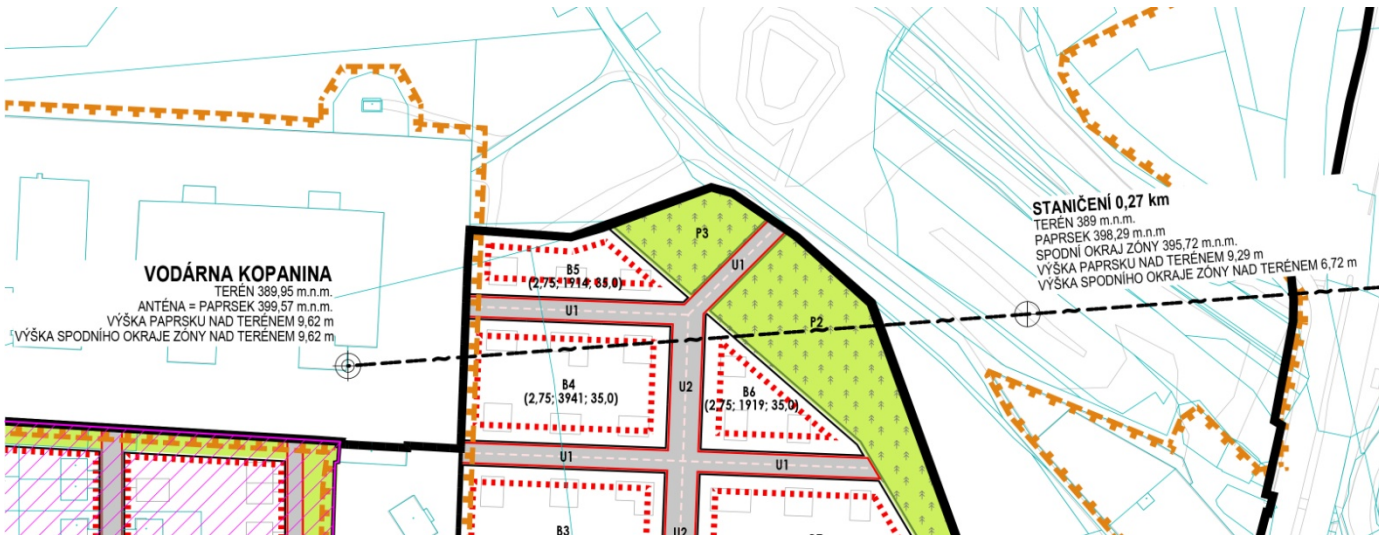 VODÁRNA KOPANINA
TERÉN 389,95 m.n.m.
ANTÉNA = PAPRSEK 399,57 m.n.m.
VÝŠKA PAPRSKU NAD TERÉNEM 9,62 m
VÝŠKA SPODNÍHO OKRAJE ZÓNY NAD TERÉNEM 9,62 m
STANIČENÍ 0,27 km
TERÉN 389 m.n.m.
PAPRSEK 398,29 m.n.m
SPODNÍ OKRAJ ZÓNY 395,72 m.n.m.
VÝŠKA PAPRSKU NAD TERÉNEM 9,29 m
VÝŠKA SPODNÍHO OKRAJE ZÓNY NAD TERÉNEM 6,72 m
P3
U1
B5
(2,75; 1914; 35,0)
U1
P2
B4
(2,75; 3941; 35,0)
U2
B6
(2,75; 1919; 35,0)
U1
U1
B3
U2